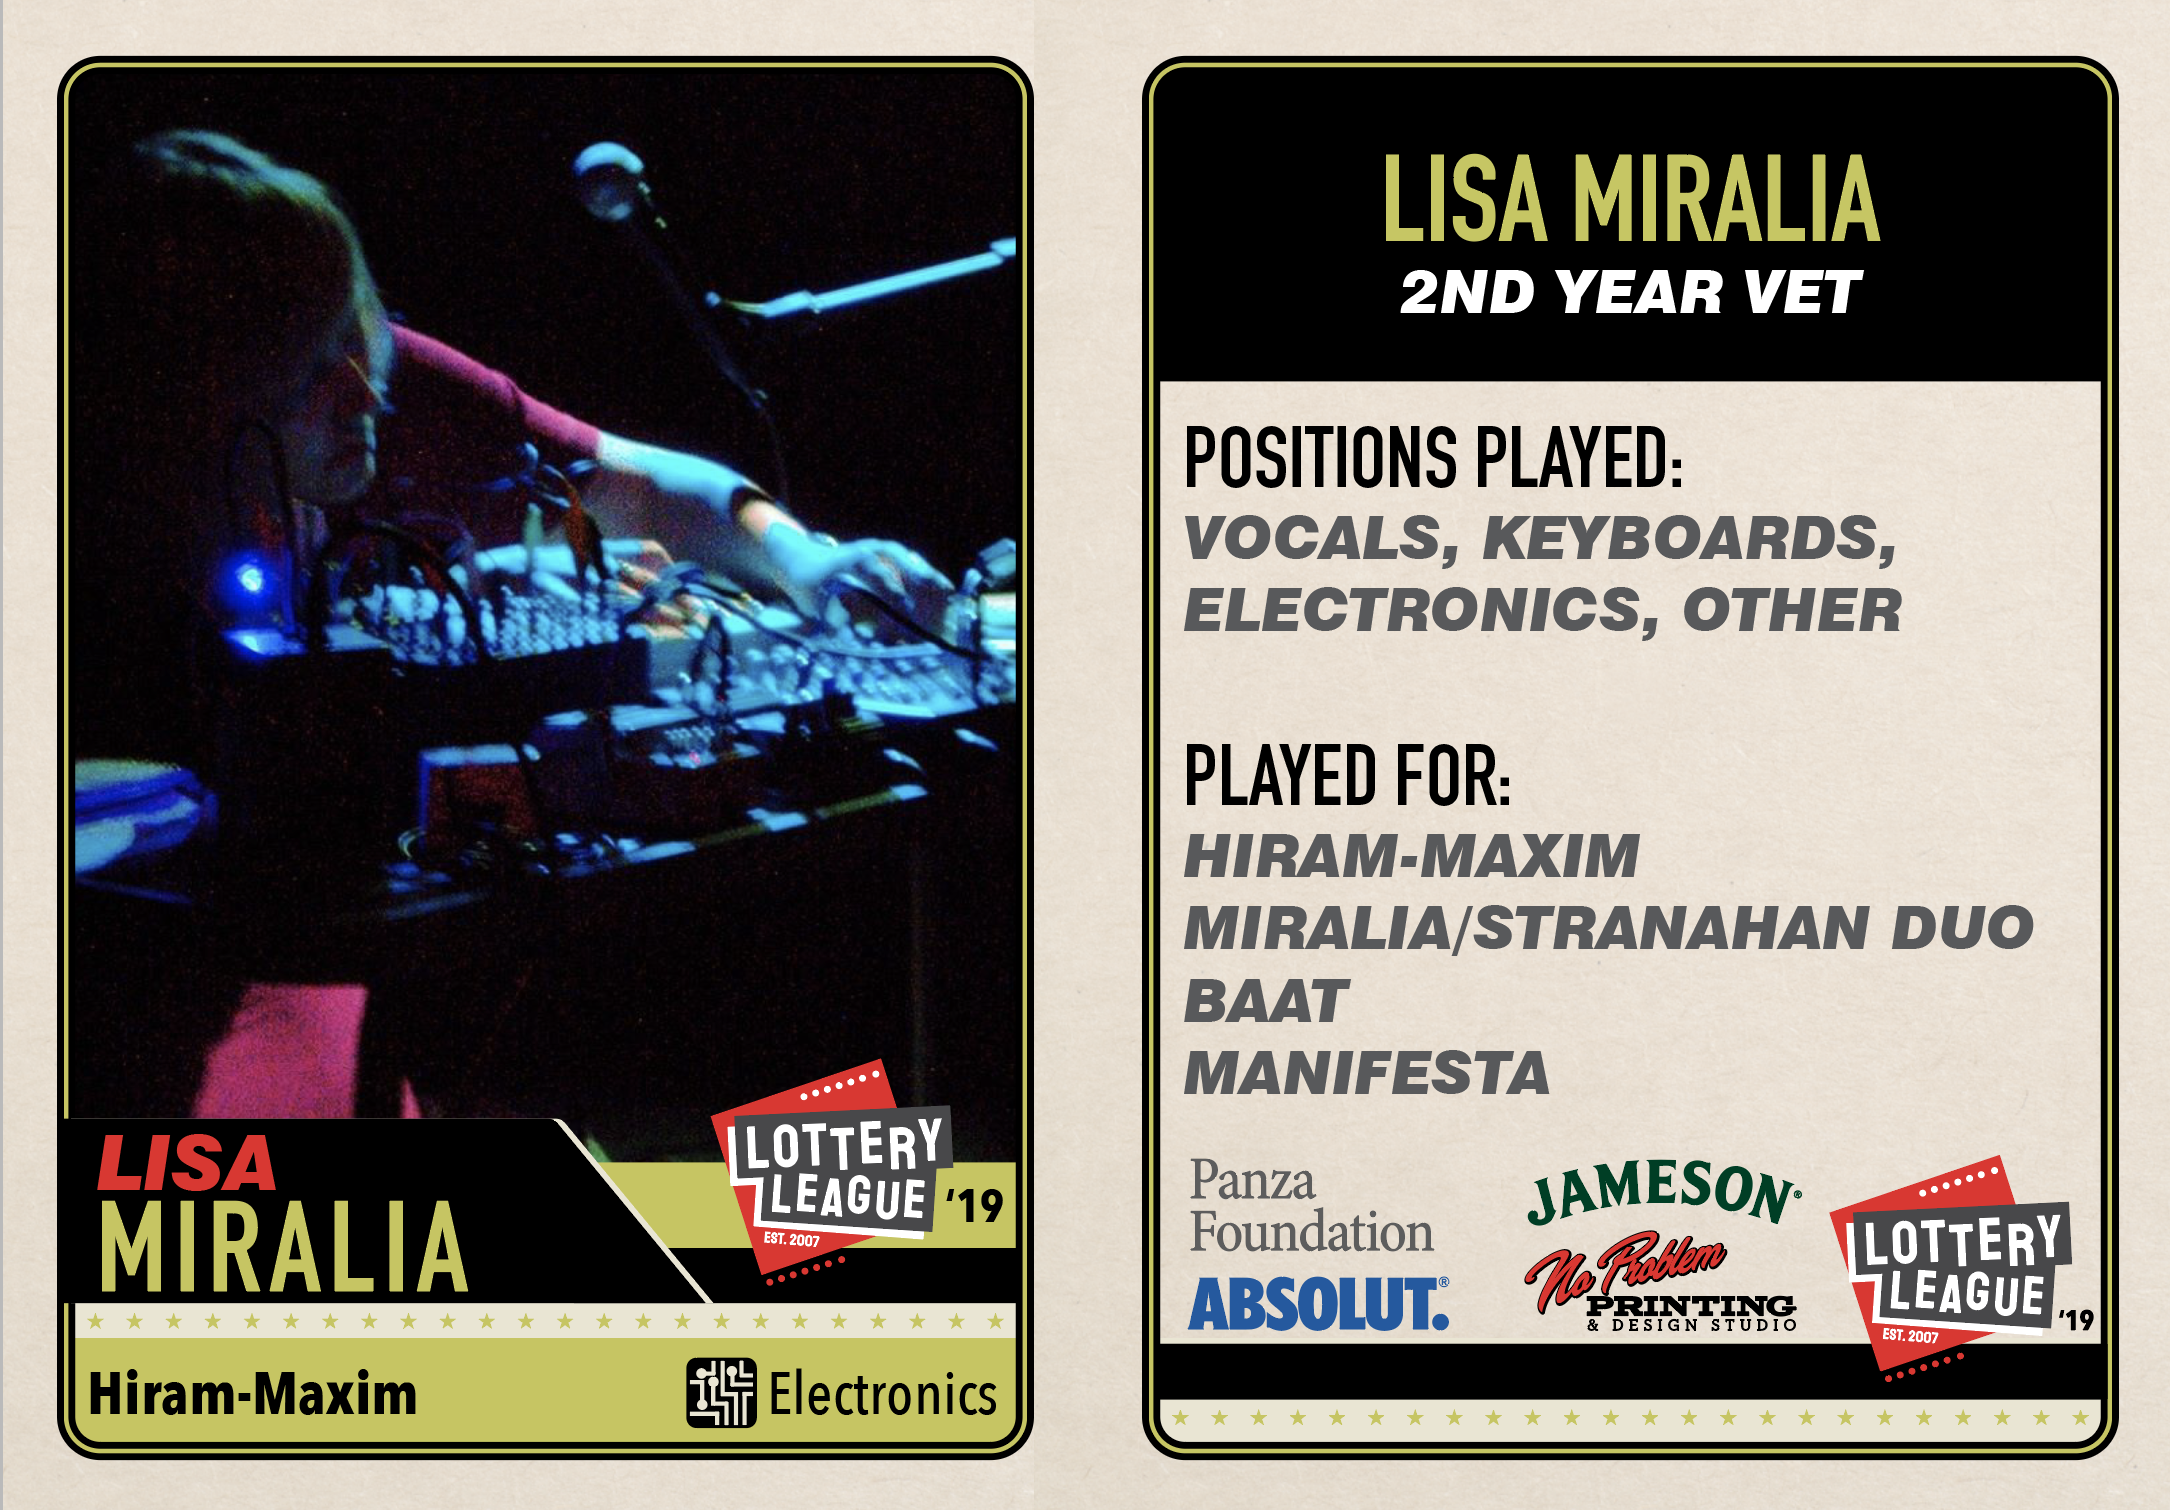 LISA
MIRALIA
LOTTERY
LEAGUE
'19
EST. 2007
Hiram-Maxim
Electronics
LISA MIRALIA
2ND YEAR VET
POSITIONS PLAYED:
VOCALS, KEYBOARDS,
ELECTRONICS, OTHER
PLAYED FOR:
HIRAM-MAXIM
MIRALIA/STRANAHAN DUO
BAAT
MANIFESTA
Panza
Foundation
ABSOLUT.®
JAMESON®
No Problem
PRINTING
& DESIGN STUDIO
LOTTERY
LEAGUE
'19
EST. 2007